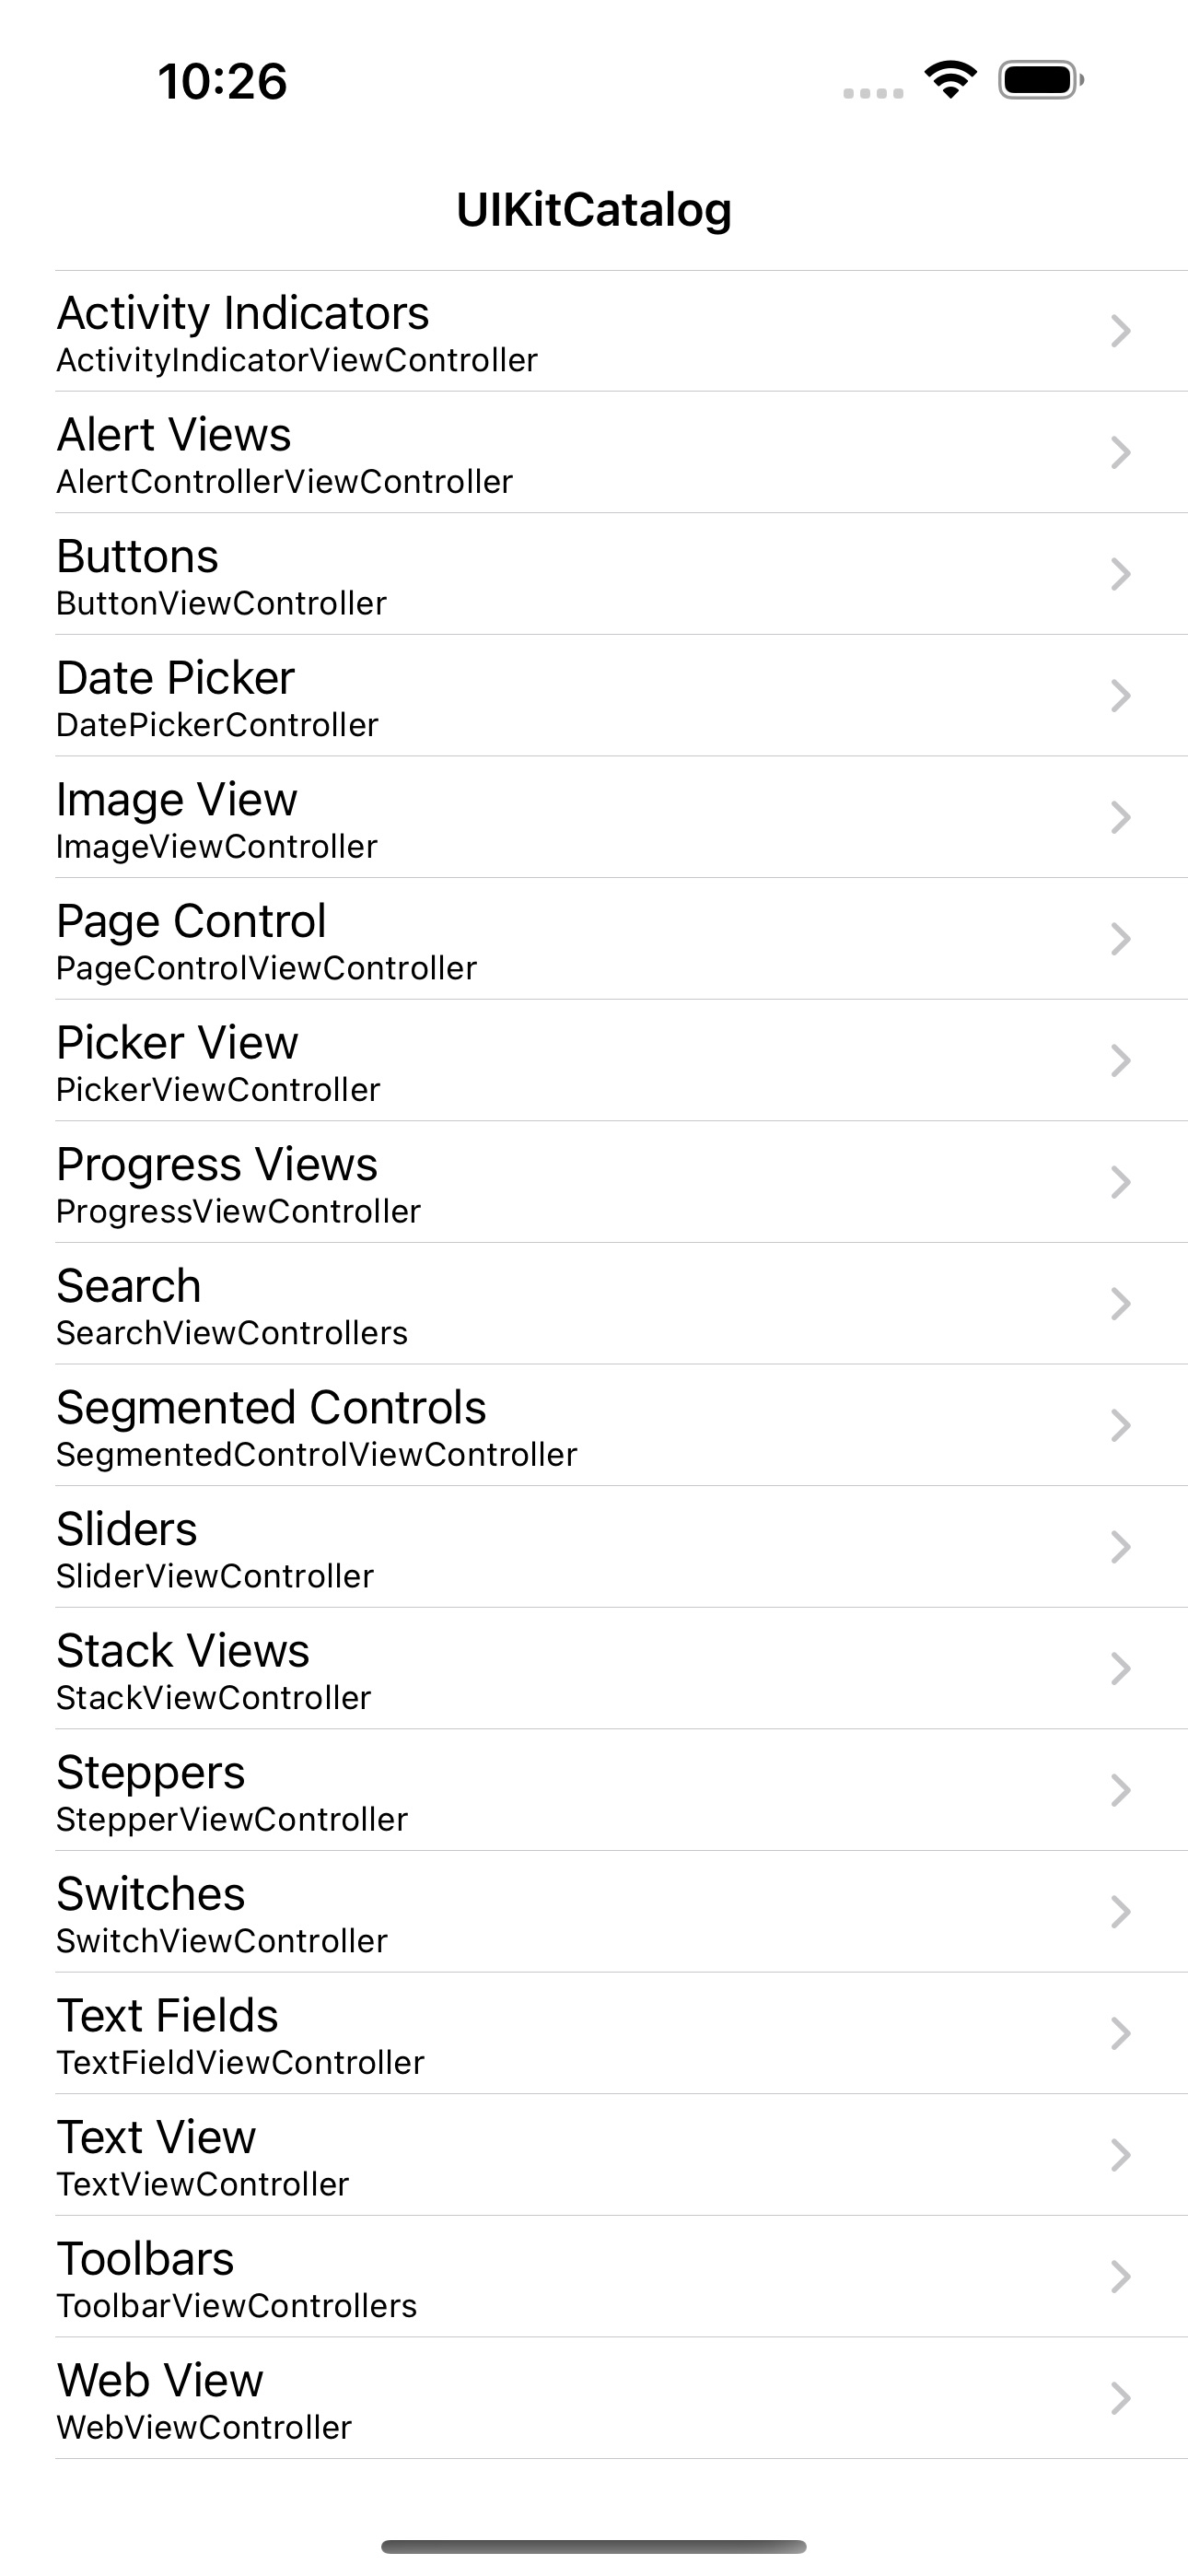 10:26
UIKitCatalog
Activity Indicators
ActivityIndicatorViewController
Alert Views
AlertControllerViewController
Buttons
ButtonViewController
Date Picker
DatePickerController
Image View
ImageViewController
Page Control
PageControlViewController
Picker View
PickerViewController
Progress Views
ProgressViewController
Search
SearchViewControllers
Segmented Controls
SegmentedControlViewController
Sliders
SliderViewController
Stack Views
StackViewController
Steppers
StepperViewController
Switches
SwitchViewController
Text Fields
TextFieldViewController
Text View
TextViewController
Toolbars
ToolbarViewControllers
Web View
WebViewController